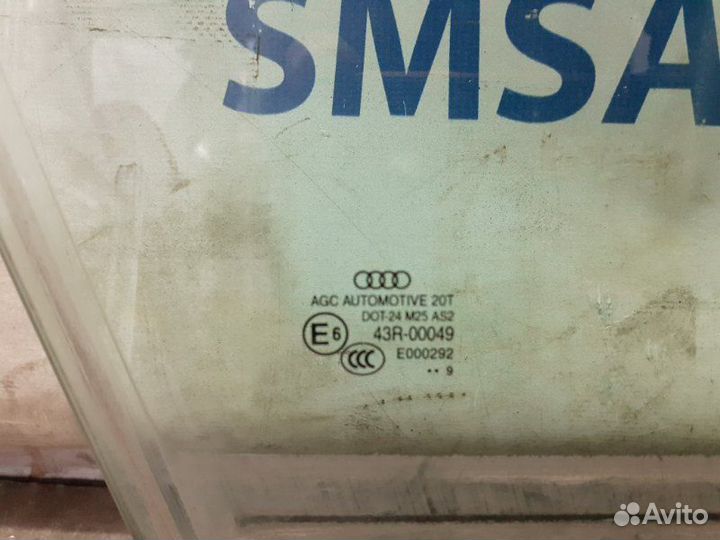 SMSA
AGC AUTOMOTIVE 20T
DOT-24 M25 AS2
E6
43R-00049
CCC
E000292
•• 9
Avito